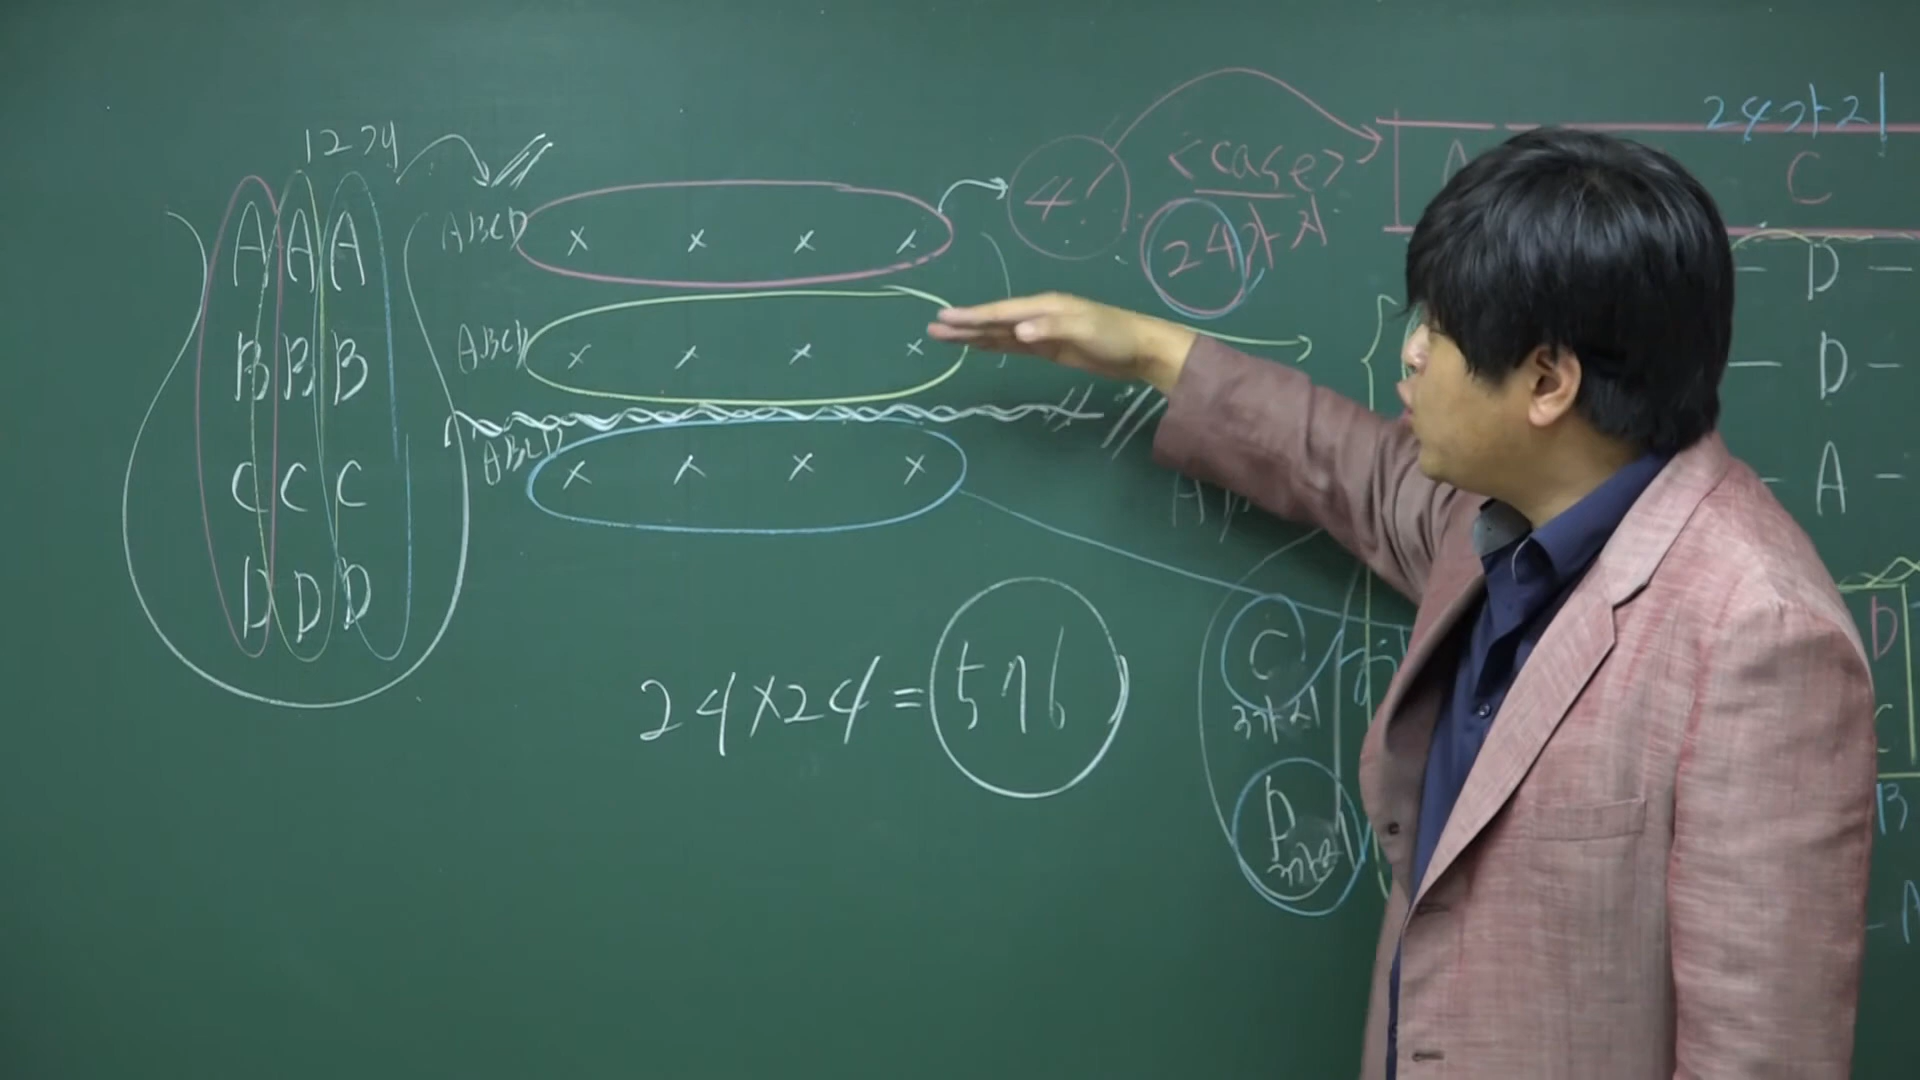 12개
A A A
B B B
C C C
D D D
ABCD × × × ×
ABCD × × × ×
ABCD × × × ×
4!
<case>
24가지
24가지
C
D
D
A
24×24=576
C
3가지
D
3가지
D
C
B
A